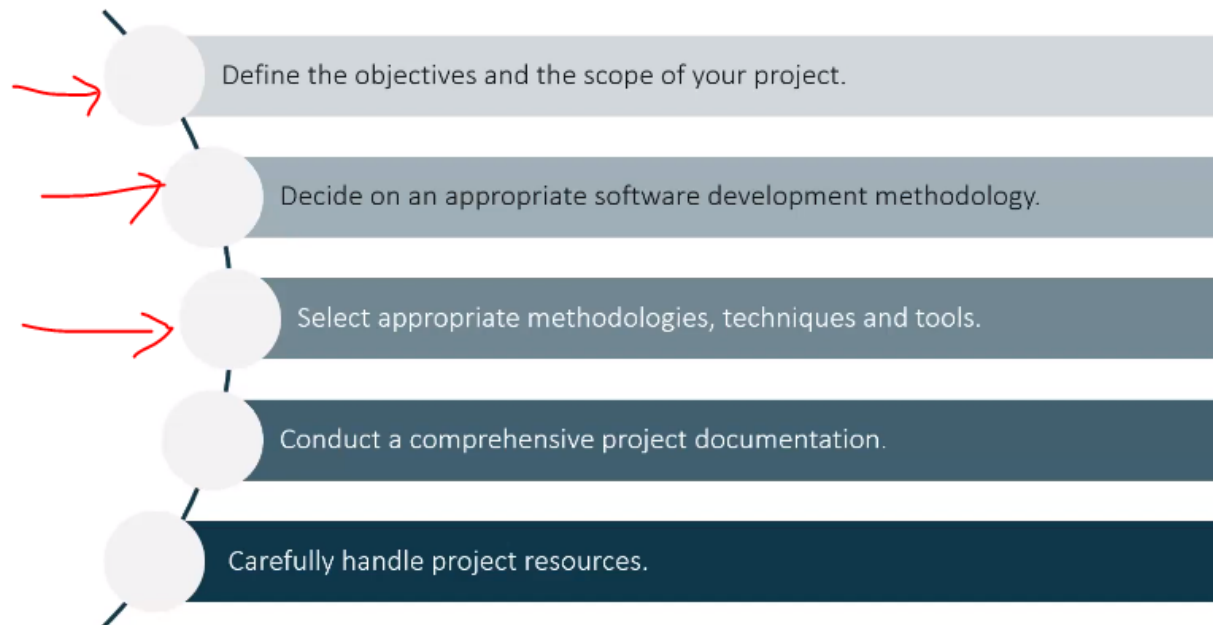 Define the objectives and the scope of your project.
Decide on an appropriate software development methodology.
Select appropriate methodologies, techniques and tools.
Conduct a comprehensive project documentation.
Carefully handle project resources.